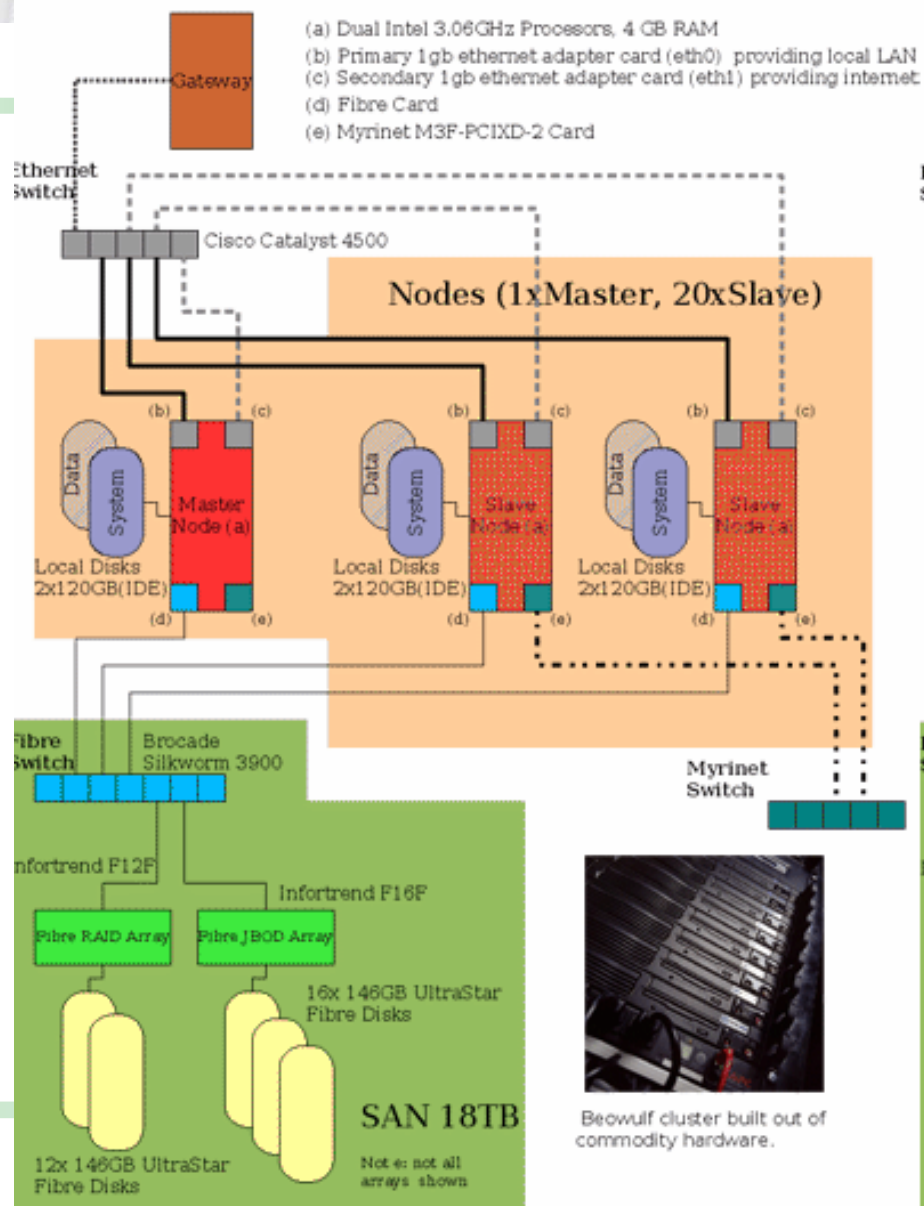 (a) Dual Intel 3.06GHz Procesors, 4 GB RAM
Gateway
(b) Primary 1gb ethernet adapter card (eth0) providing local LAN
(c) Secondary 1gb ethernet adapter card (eth1) providing internet
(d) Fibre Card
(e) Myrinet M3F-PCIXD-2 Card
Ethernet
Switch
Cisco Catalyst 4500
Nodes (1xMaster, 20xSlave)
(b)
(c)
(b)
(c)
(b)
(c)
Data
System
Master
Node (a)
Data
System
Slave
Node (a)
Data
System
Slave
Node (a)
Local Disks
2x120GB(IDE)
Local Disks
2x120GB(IDE)
Local Disks
2x120GB(IDE)
(d)
(e)
(d)
(e)
(d)
(e)
Fibre
Switch
Brocade
Silkworm 3900
Myrinet
Switch
Infortrend F12F
Infortrend F16F
Fibre RAID Array
Fibre JBOD Array
16x 146GB UltraStar
Fibre Disks
SAN 18TB
Note: not all
arrays shown
12x 146GB UltraStar
Fibre Disks
Beowulf cluster built out of
commodity hardware.